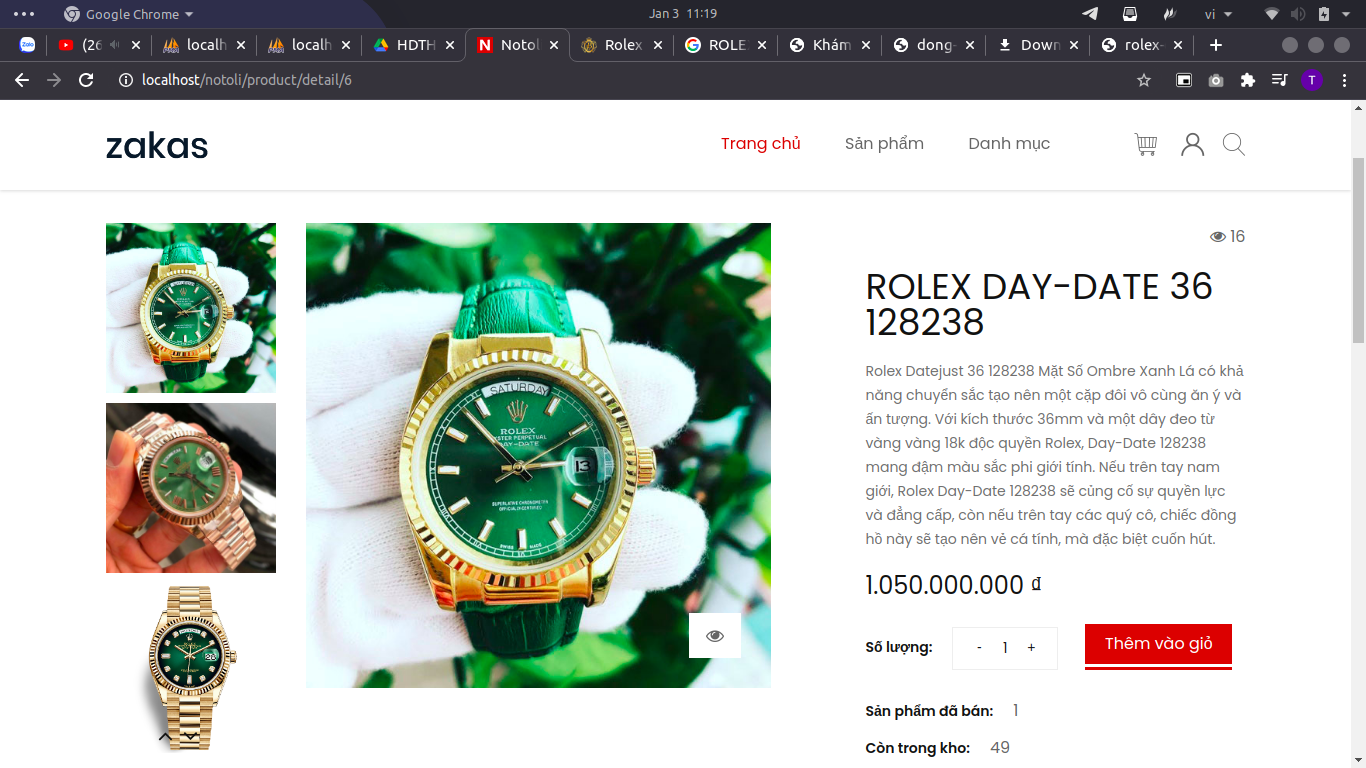 Google Chrome
Jan 3 11:19
vi
(26
localh
localh
HDTH
Notol
Rolex
ROLE
Khám
dong-
Down
rolex-
localhost/notoli/product/detail/6
T
zakas
Trang chủ
Sản phẩm
Danh mục
16
ROLEX DAY-DATE 36
128238
Rolex Datejust 36 128238 Mặt Số Ombre Xanh Lá có khả
năng chuyển sắc tạo nên một cặp đôi vô cùng ăn ý và
ấn tượng. Với kích thước 36mm và một dây đeo từ
vàng vàng 18k độc quyền Rolex, Day-Date 128238
mang đậm màu sắc phi giới tính. Nếu trên tay nam
giới, Rolex Day-Date 128238 sẽ củng cố sự quyền lực
và đẳng cấp, còn nếu trên tay các quý cô, chiếc đồng
hồ này sẽ tạo nên vẻ cá tính, mà đặc biệt cuốn hút.
1.050.000.000 ₫
Số lượng:
- 1 +
Thêm vào giỏ
Sản phẩm đã bán: 1
Còn trong kho: 49
SATURDAY
ROLEX
OYSTER PERPETUAL
DAY-DATE
13
SUPERLATIVE CHRONOMETER
OFFICIALLY CERTIFIED
SWISS MADE